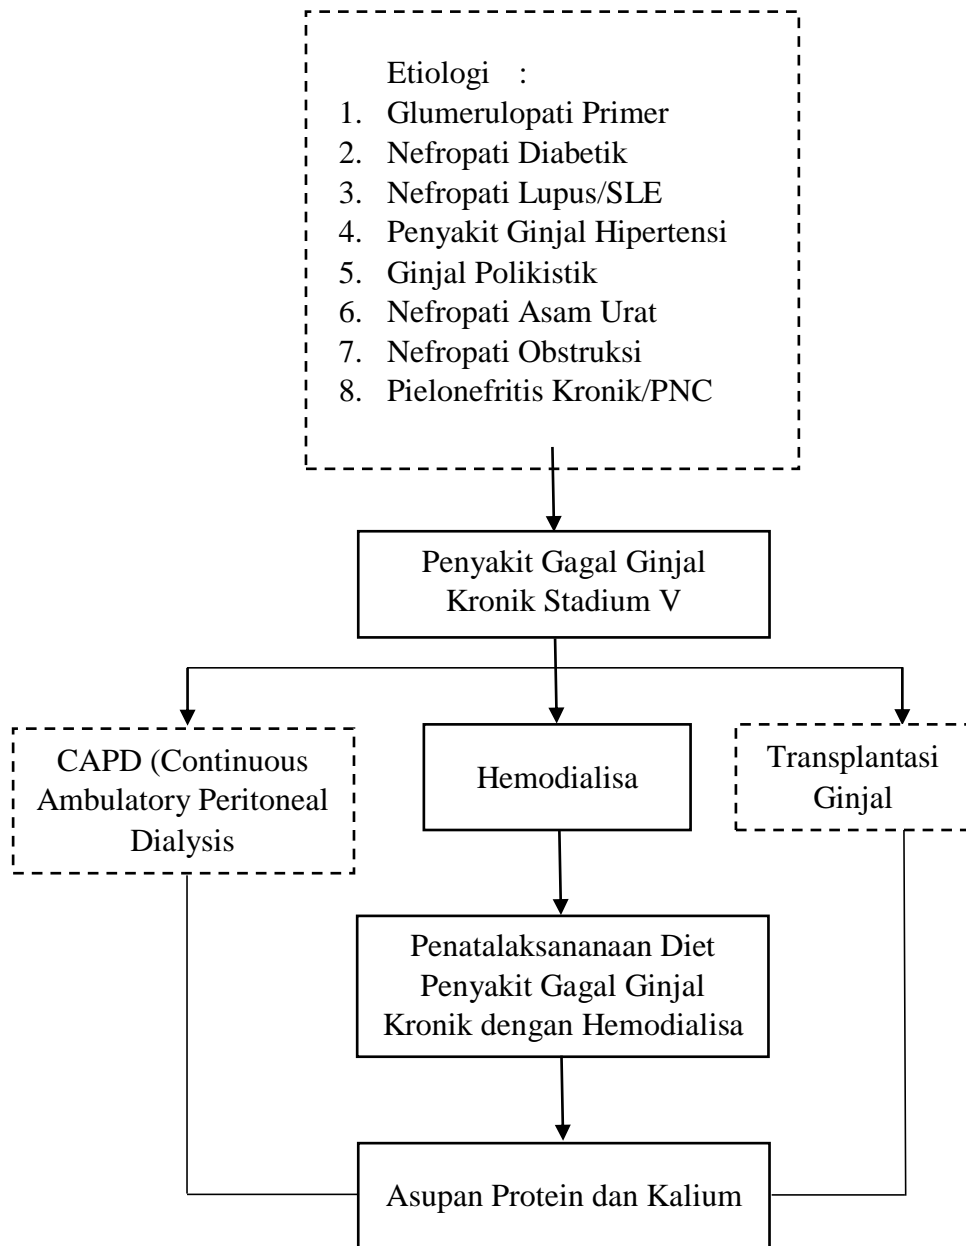 Etiologi :
1. Glumerulopati Primer
2. Nefropati Diabetik
3. Nefropati Lupus/SLE
4. Penyakit Ginjal Hipertensi
5. Ginjal Polikistik
6. Nefropati Asam Urat
7. Nefropati Obstruksi
8. Pielonefritis Kronik/PNC
Penyakit Gagal Ginjal
Kronik Stadium V
CAPD (Continuous
Ambulatory Peritoneal
Dialysis
Hemodialisa
Transplantasi
Ginjal
Penatalaksananaan Diet
Penyakit Gagal Ginjal
Kronik dengan Hemodialisa
Asupan Protein dan Kalium